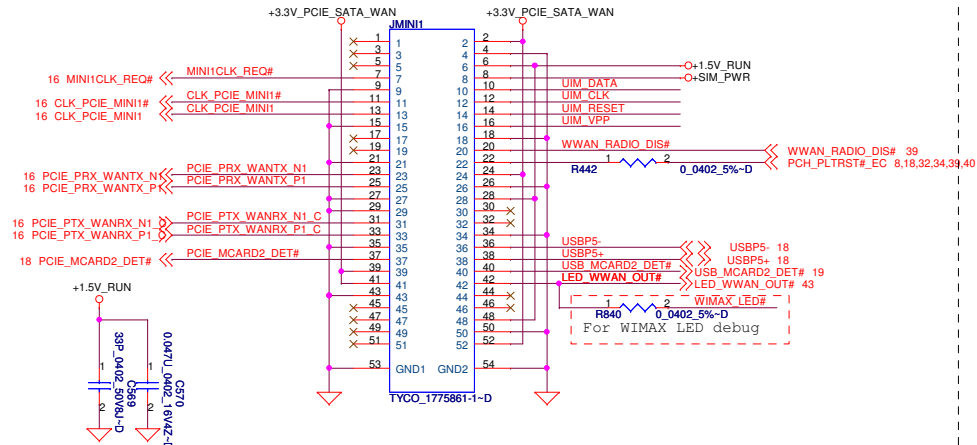 +3.3V_PCIE_SATA_WAN +3.3V_PCIE_SATA_WAN
JMINI1
1 1 2 2
3 3 4 4
5 5 6 6 +1.5V_RUN
16 MINI1CLK_REQ# MINI1CLK_REQ# 7 7 8 8 +SIM_PWR
9 9 10 10 UIM_DATA
16 CLK_PCIE_MINI1# CLK_PCIE_MINI1# 11 11 12 12 UIM_CLK
16 CLK_PCIE_MINI1 CLK_PCIE_MINI1 13 13 14 14 UIM_RESET
15 15 16 16 UIM_VPP
17 17 18 18
19 19 20 20 WWAN_RADIO_DIS# WWAN_RADIO_DIS# 39
21 21 22 22 R442 1 2 0_0402_5%~D PCH_PLTRST#_EC 8,18,32,34,39,40
16 PCIE_PRX_WANTX_N1 PCIE_PRX_WANTX_N1 23 23 24 24
16 PCIE_PRX_WANTX_P1 PCIE_PRX_WANTX_P1 25 25 26 26
27 27 28 28
29 29 30 30
16 PCIE_PTX_WANRX_N1_C PCIE_PTX_WANRX_N1_C 31 31 32 32
16 PCIE_PTX_WANRX_P1_C PCIE_PTX_WANRX_P1_C 33 33 34 34
35 35 36 36 USBP5- USBP5- 18
18 PCIE_MCARD2_DET# PCIE_MCARD2_DET# 37 37 38 38 USBP5+ USBP5+ 18
39 39 40 40 USB_MCARD2_DET# USB_MCARD2_DET# 19
41 41 42 42 LED_WWAN_OUT# LED_WWAN_OUT# 43
43 43 44 44
45 45 46 46 R840 1 2 0_0402_5%~D WIMAX_LED#
47 47 48 48 For WIMAX LED debug
49 49 50 50
51 51 52 52
53 GND1 GND2 54
TYCO_1775861-1~D
+1.5V_RUN
1 2 C569 33P_0402_50V8J~D
1 2 C570 0.047U_0402_16V4Z~D